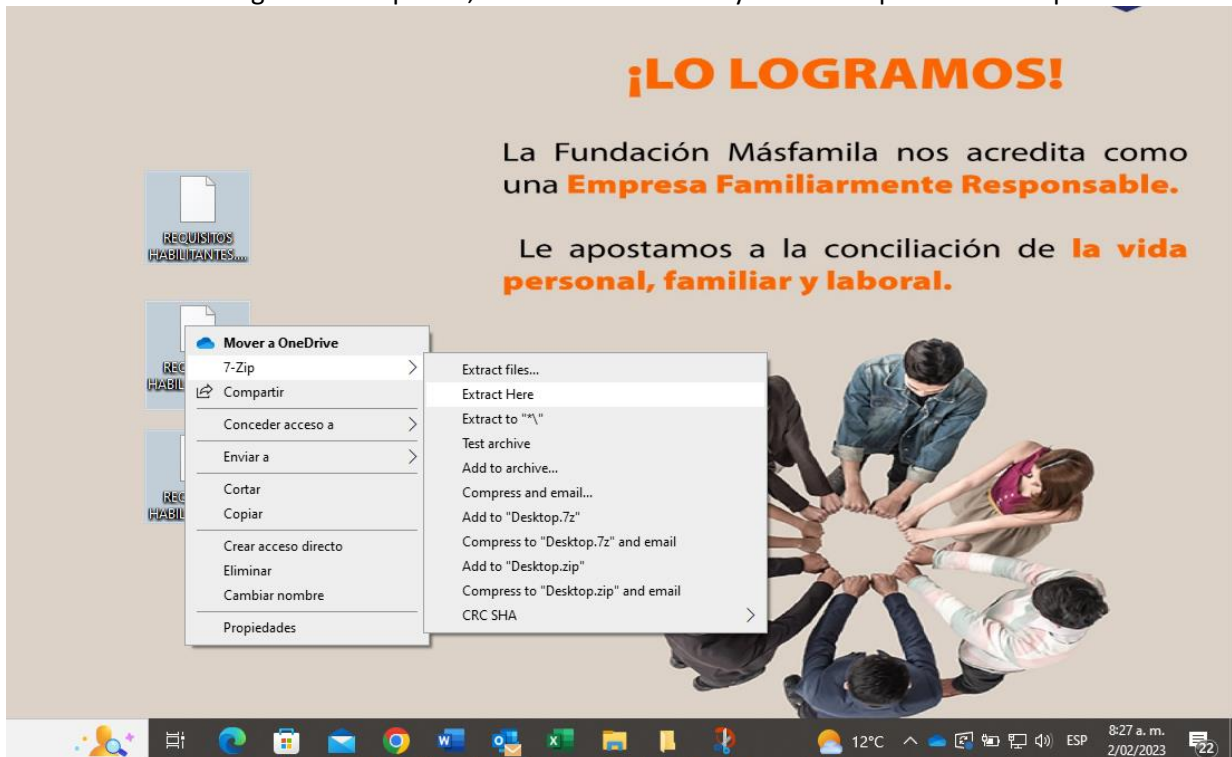 ¡LO LOGRAMOS!
La Fundación Másfamila nos acredita como
una Empresa Familiarmente Responsable.
Le apostamos a la conciliación de la vida
personal, familiar y laboral.
REQUISITOS
HABILITANTES....
REC
HABIL
REC
HABIL
Mover a OneDrive
7-Zip
Compartir
Conceder acceso a
Enviar a
Cortar
Copiar
Crear acceso directo
Eliminar
Cambiar nombre
Propiedades
Extract files...
Extract Here
Extract to "*\"
Test archive
Add to archive...
Compress and email...
Add to "Desktop.7z"
Compress to "Desktop.7z" and email
Add to "Desktop.zip"
Compress to "Desktop.zip" and email
CRC SHA
12°C
ESP
8:27 a. m.
2/02/2023
22